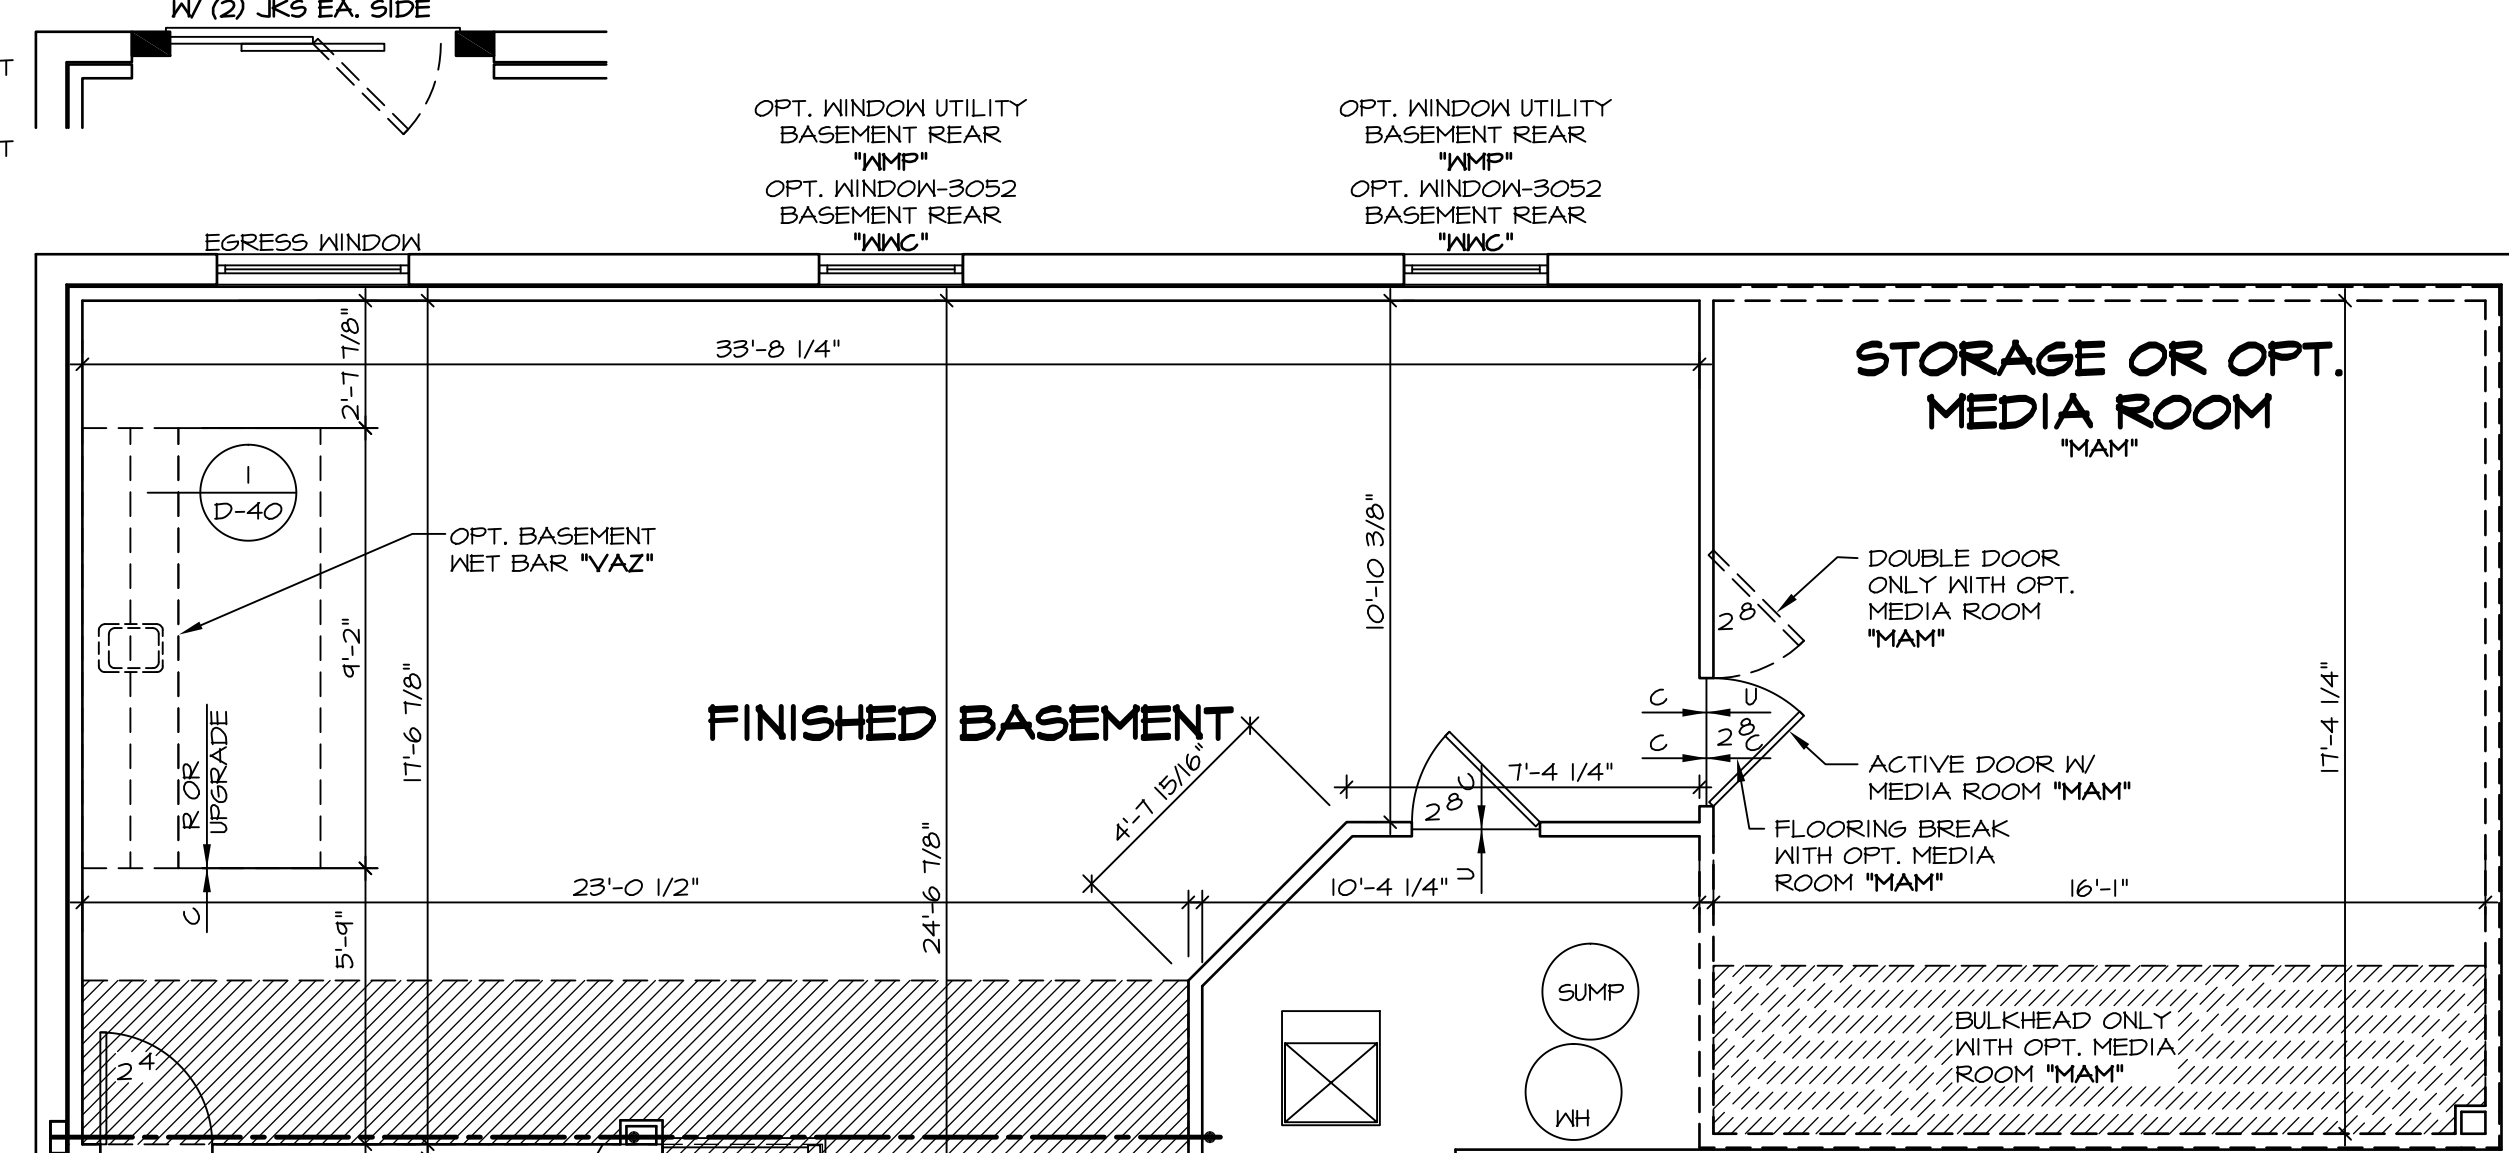 W/ (2) JKS EA. SIDE
T
T
OPT. WINDOW UTILITY
BASEMENT REAR
"WMP"
OPT. WINDOW-3052
BASEMENT REAR
"WWC"
OPT. WINDOW UTILITY
BASEMENT REAR
"WMP"
OPT. WINDOW-3052
BASEMENT REAR
"WWC"
EGRESS WINDOW
2'-7 7/8"
33'-8 1/4"
STORAGE OR OPT.
MEDIA ROOM
"MAM"
1
D-40
OPT. BASEMENT
WET BAR "VAZ"
10'-10 3/8"
DOUBLE DOOR
ONLY WITH OPT.
MEDIA ROOM
"MAM"
2 8
9'-2"
17'-6 7/8"
17'-4 1/4"
FINISHED BASEMENT
C
U
2 8
C
C
R OR
UPGRADE
C
4'-7 15/16"
7'-4 1/4"
2 8
U
U
ACTIVE DOOR W/
MEDIA ROOM "MAM"
FLOORING BREAK
WITH OPT. MEDIA
ROOM "MAM"
23'-0 1/2"
24'-6 7/8"
10'-4 1/4"
16'-1"
5'-9"
SUMP
WH
BULKHEAD ONLY
WITH OPT. MEDIA
ROOM "MAM"
2 4